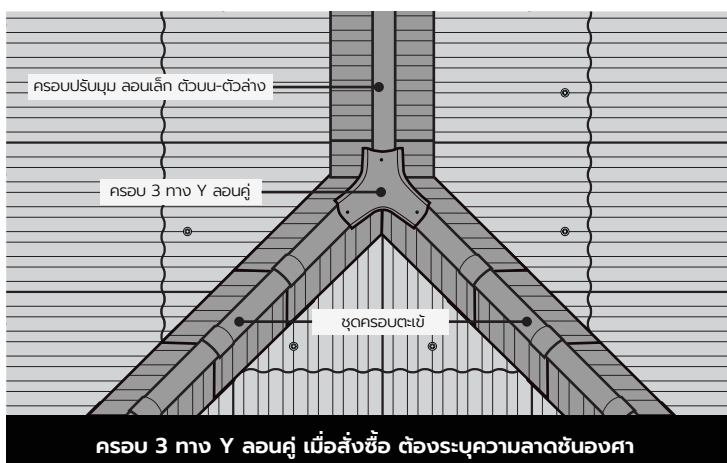 ครอบปรับมุม ลอนเล็ก ตัวบน-ตัวล่าง
ครอบ 3 ทาง Y ลอนคู่
ชุดครอบตะเข้
ครอบ 3 ทาง Y ลอนคู่ เมื่อสั่งซื้อ ต้องระบุความลาดชันองศา